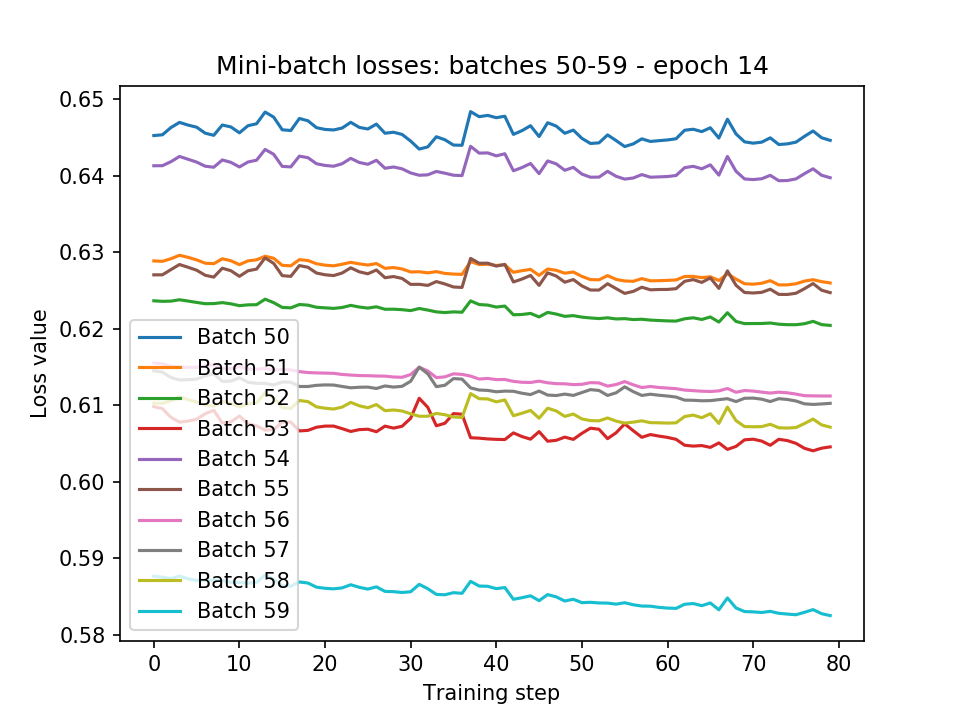 Mini-batch losses: batches 50-59 - epoch 14
0.65
0.64
0.63
0.62
0.61
0.60
0.59
0.58
Loss value
Batch 50
Batch 51
Batch 52
Batch 53
Batch 54
Batch 55
Batch 56
Batch 57
Batch 58
Batch 59
0 10 20 30 40 50 60 70 80
Training step